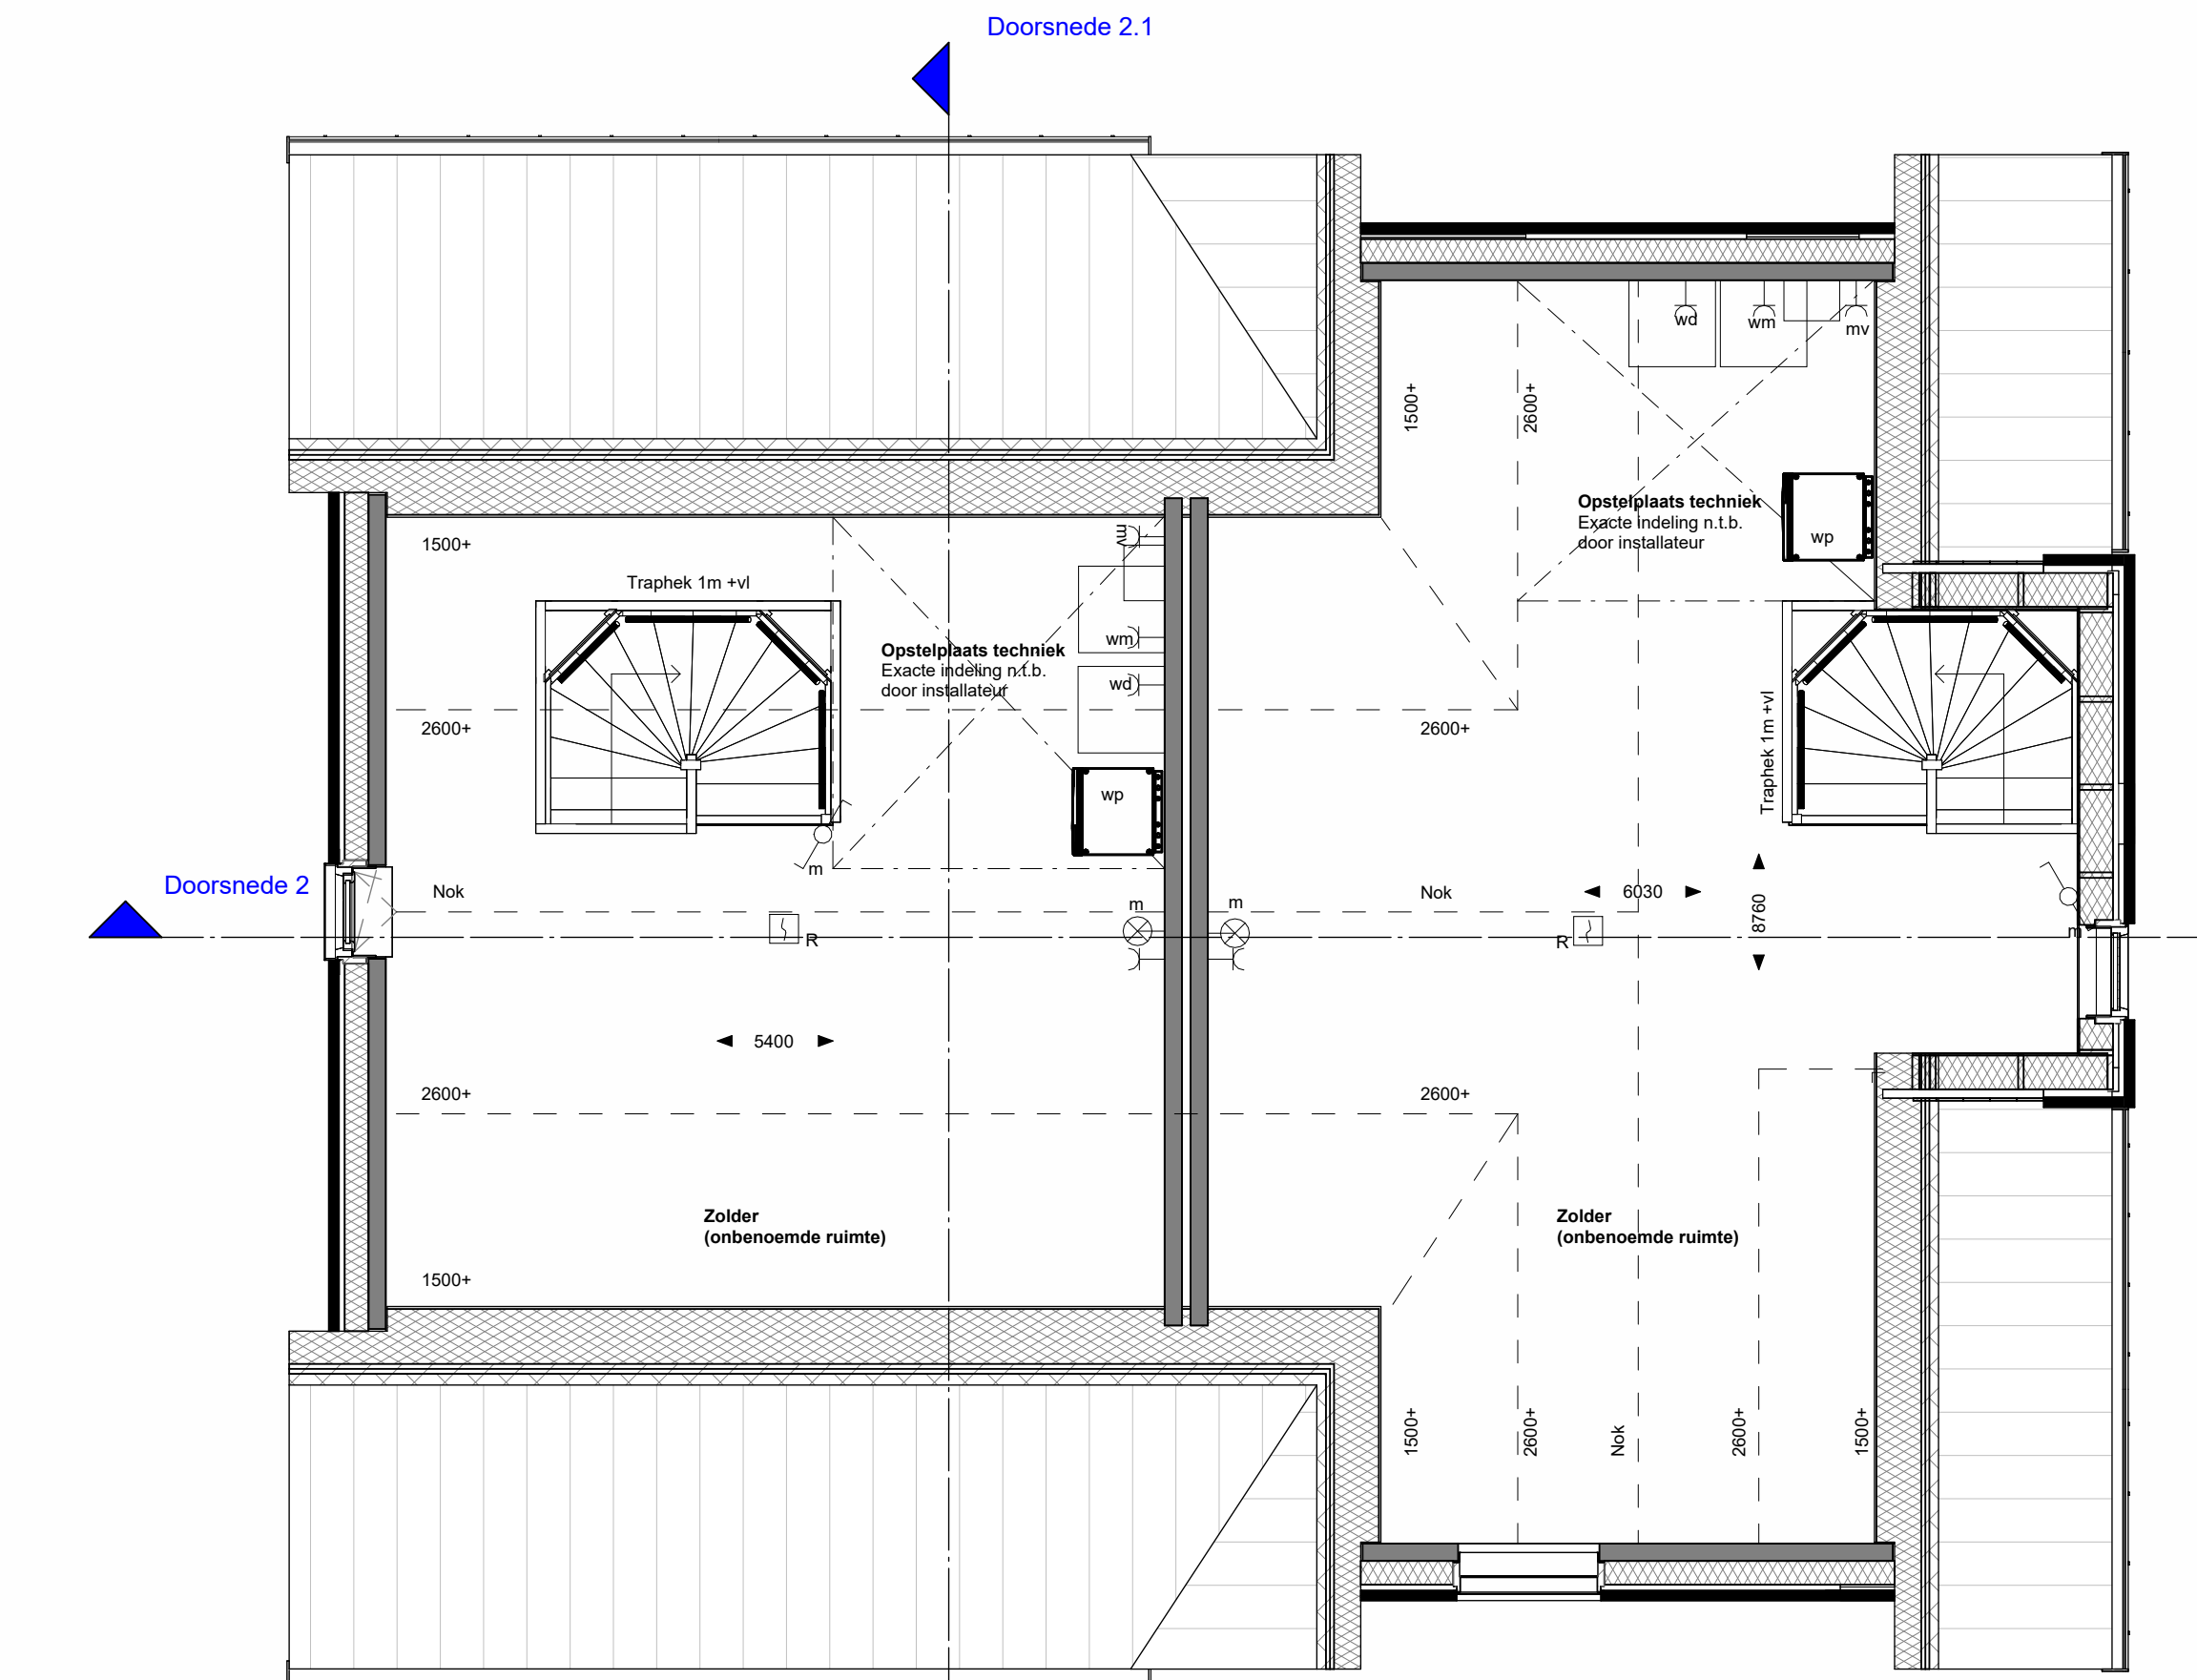 Doorsnede 2.1
wd
wm
mv
1500+
2600+
Opstelplaats techniek
Exacte indeling n.t.b.
door installateur
wp
1500+
mv
Traphek 1m +vl
wm
Opstelplaats techniek
Exacte indeling n.t.b.
door installateur
wd
2600+
2600+
Traphek 1m +vl
wp
m
Doorsnede 2
Nok
m
m
Nok
6030
8760
R
R
m
5400
2600+
2600+
Zolder
(onbenoemde ruimte)
Zolder
(onbenoemde ruimte)
1500+
1500+
2600+
Nok
2600+
1500+